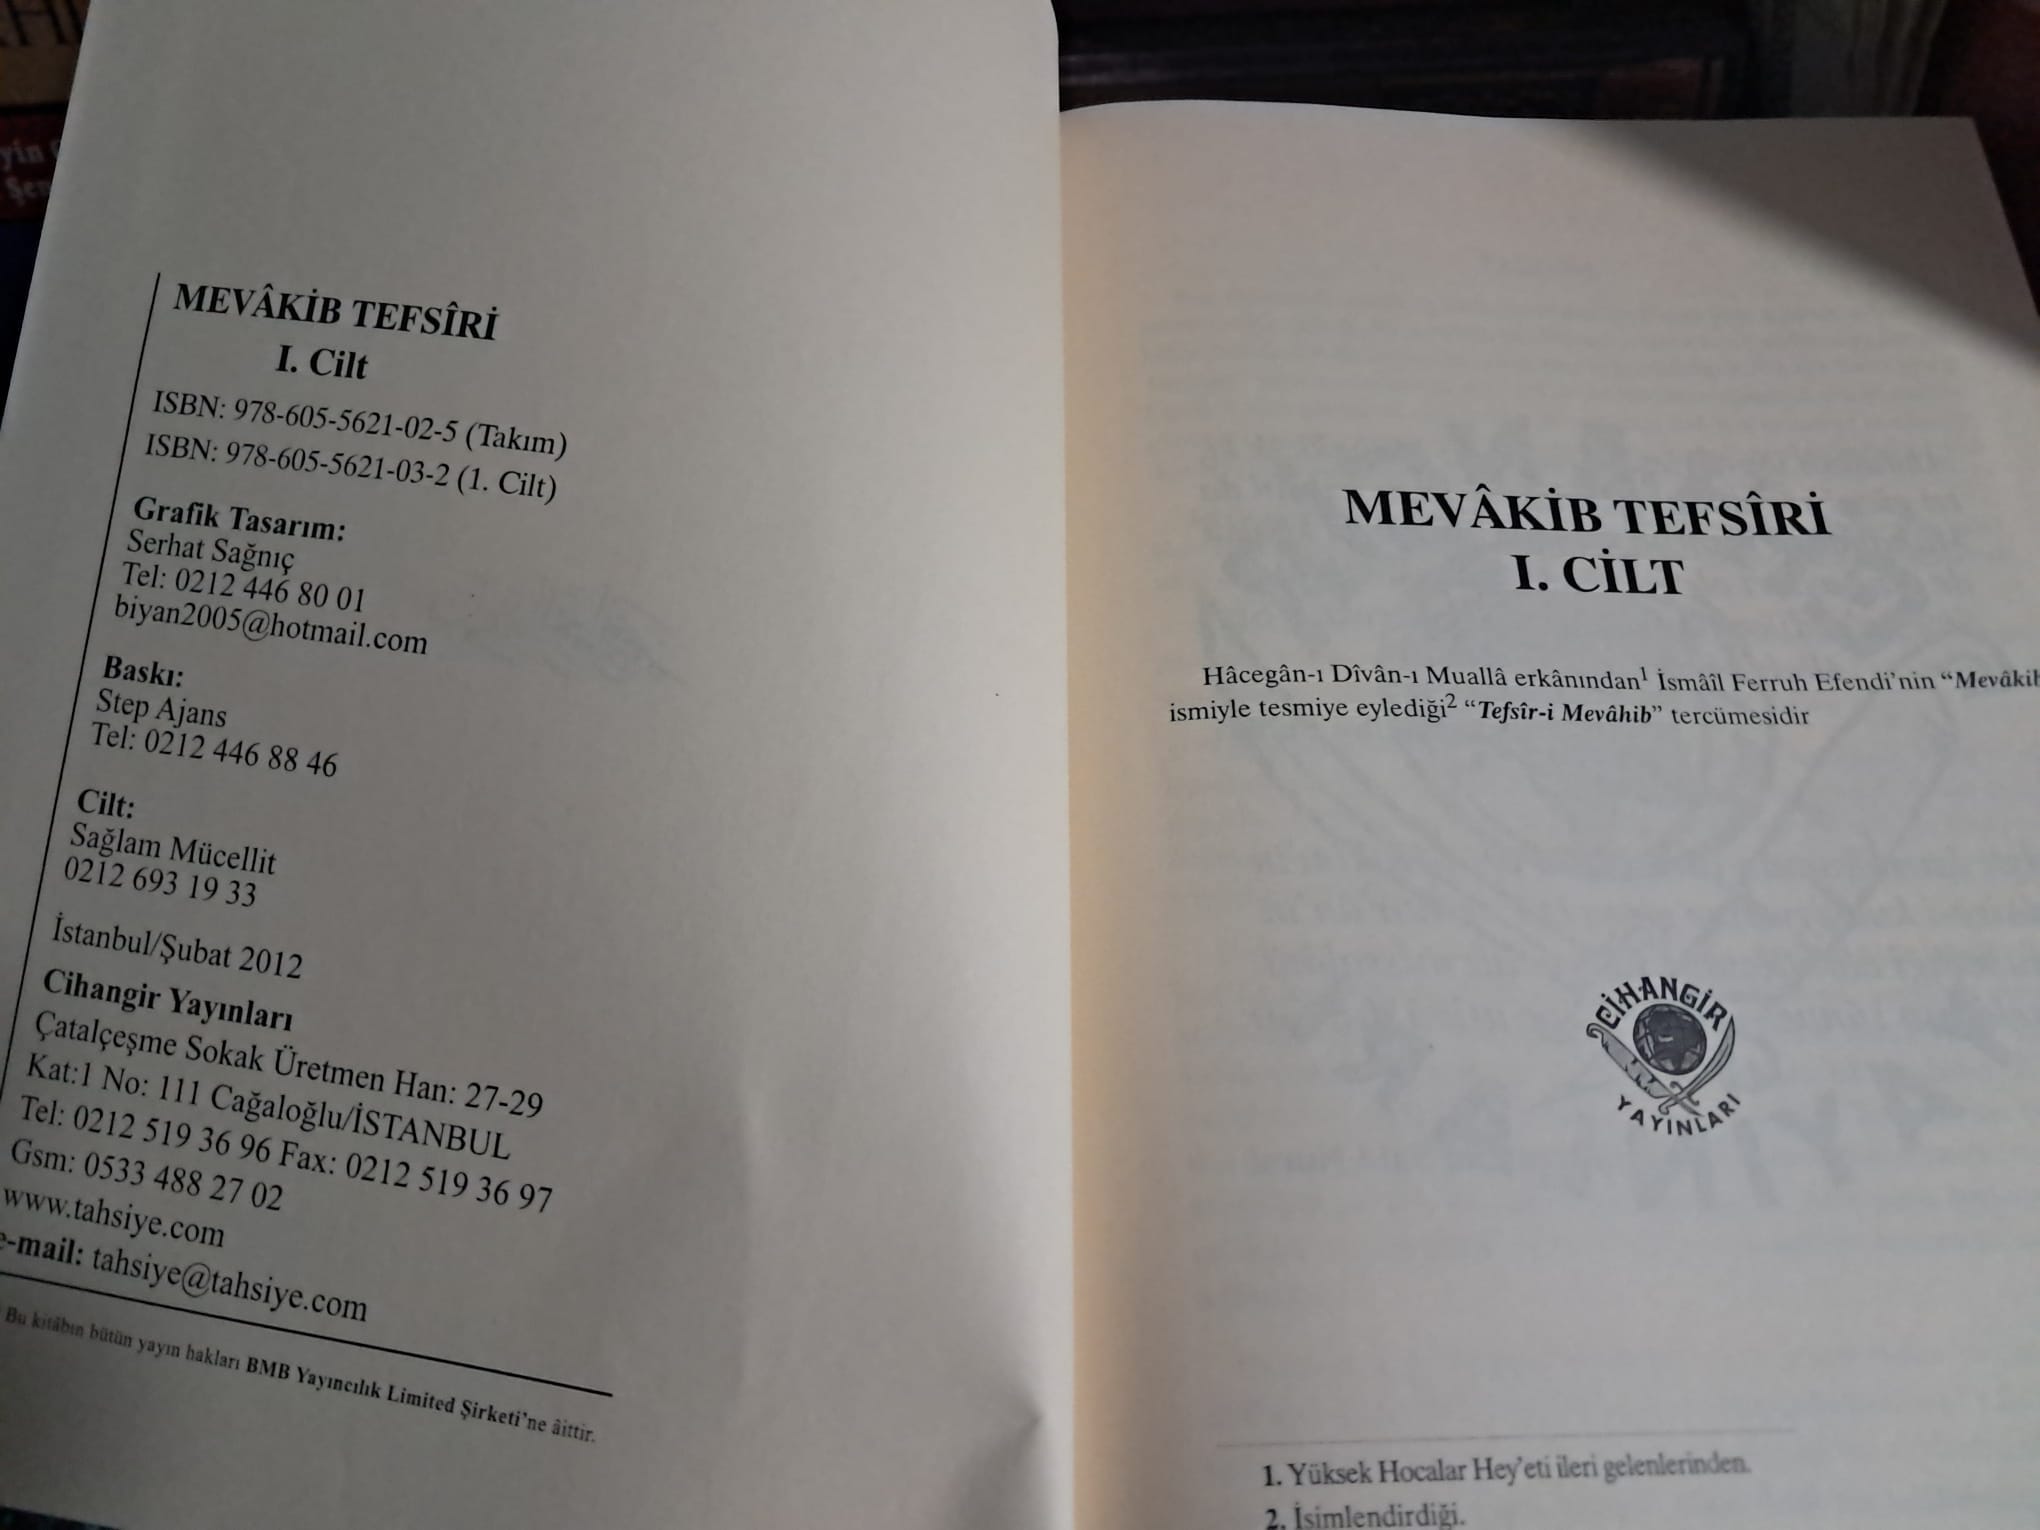 yin
Şen
MEVÂKİB TEFSÎRİ
I. Cilt
ISBN: 978-605-5621-02-5 (Takım)
ISBN: 978-605-5621-03-2 (1. Cilt)
Grafik Tasarım:
Serhat Sağnıç
Tel: 0212 446 80 01
biyan2005@hotmail.com
Baskı:
Step Ajans
Tel: 0212 446 88 46
Cilt:
Sağlam Mücellit
0212 693 19 33
İstanbul/Şubat 2012
Cihangir Yayınları
Çatalçeşme Sokak Üretmen Han: 27-29
Kat:1 No: 111 Cağaloğlu/İSTANBUL
Tel: 0212 519 36 96 Fax: 0212 519 36 97
Gsm: 0533 488 27 02
www.tahsiye.com
e-mail: tahsiye@tahsiye.com
Bu kitâbın bütün yayın hakları BMB Yayıncılık Limited Şirketi'ne âittir.
MEVÂKİB TEFSÎRİ
I. CİLT
Hâcegân-ı Dîvân-ı Muallâ erkânından1 İsmâîl Ferruh Efendi'nin “Mevâkib
ismiyle tesmiye eylediği2 “Tefsîr-i Mevâhib” tercümesidir
CİHANGİR
YAYINLARI
1. Yüksek Hocalar Hey'eti ileri gelenlerinden.
2. İsimlendirdiği.